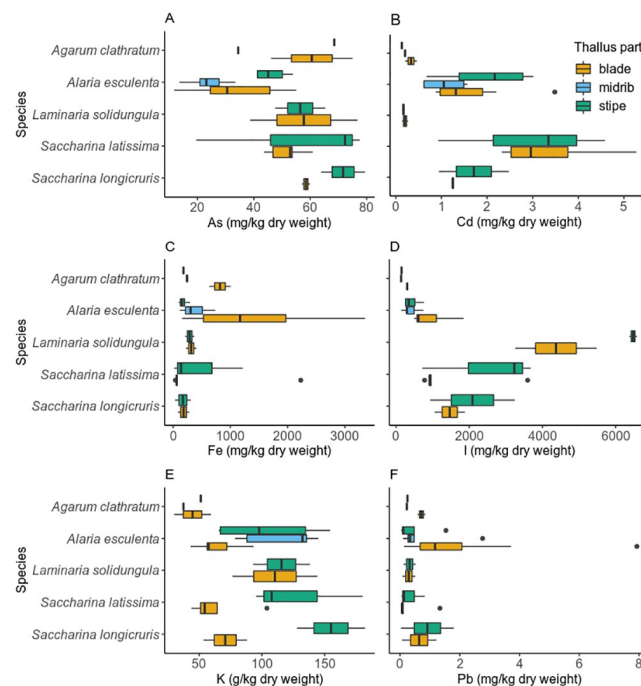 A
B
Species
Agarum clathratum
Alaria esculenta
Laminaria solidungula
Saccharina latissima
Saccharina longicruris
Thallus part
blade
midrib
stipe
20 40 60 80
As (mg/kg dry weight)
0 1 2 3 4 5
Cd (mg/kg dry weight)
C
D
Species
Agarum clathratum
Alaria esculenta
Laminaria solidungula
Saccharina latissima
Saccharina longicruris
0 1000 2000 3000
Fe (mg/kg dry weight)
0 2000 4000 6000
I (mg/kg dry weight)
E
F
Species
Agarum clathratum
Alaria esculenta
Laminaria solidungula
Saccharina latissima
Saccharina longicruris
50 100 150
K (g/kg dry weight)
0 2 4 6 8
Pb (mg/kg dry weight)